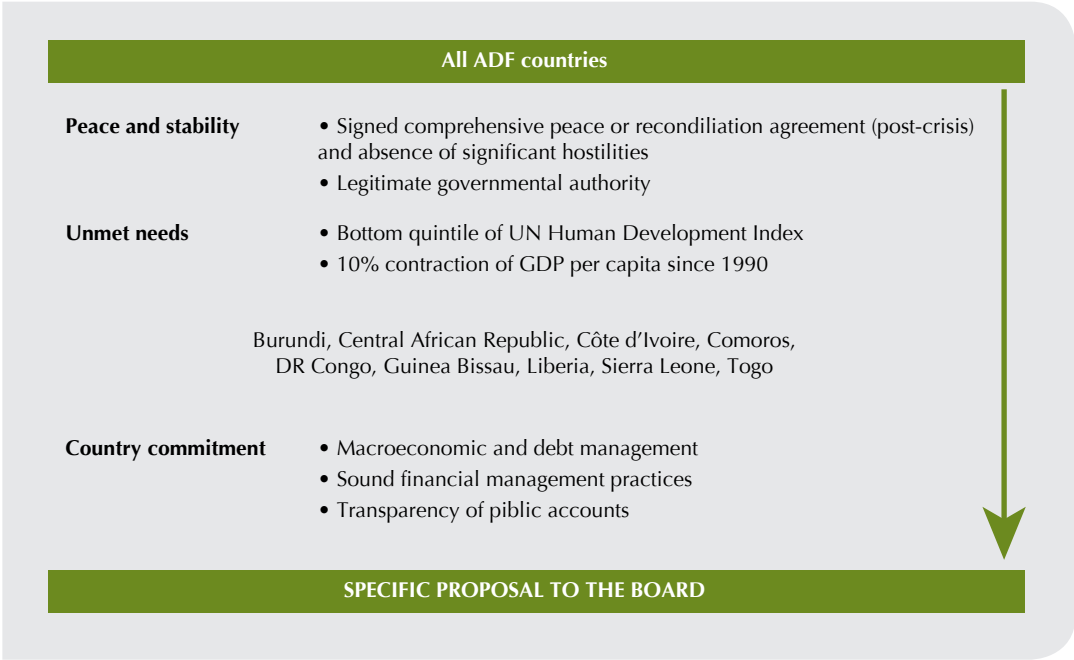 All ADF countries
Peace and stability
• Signed comprehensive peace or recondiliation agreement (post-crisis)
and absence of significant hostilities
• Legitimate governmental authority
Unmet needs
• Bottom quintile of UN Human Development Index
• 10% contraction of GDP per capita since 1990
Burundi, Central African Republic, Côte d’Ivoire, Comoros,
DR Congo, Guinea Bissau, Liberia, Sierra Leone, Togo
Country commitment
• Macroeconomic and debt management
• Sound financial management practices
• Transparency of piblic accounts
SPECIFIC PROPOSAL TO THE BOARD